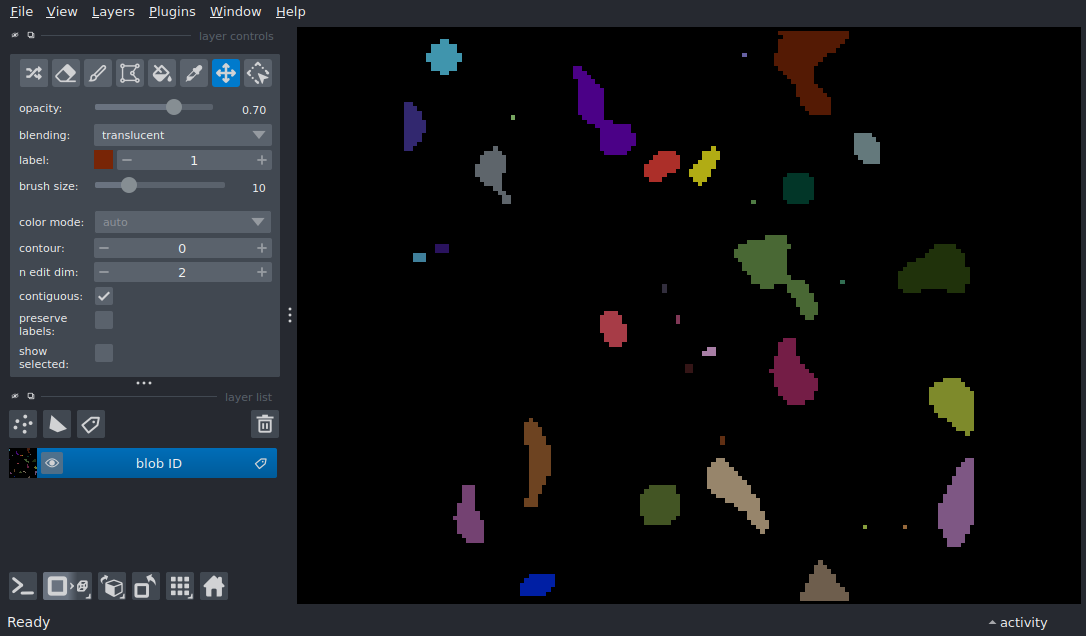 File View Layers Plugins Window Help
layer controls
opacity: 0.70
blending: translucent
label: 1
brush size: 10
color mode: auto
contour: 0
n edit dim: 2
contiguous:
preserve
labels:
show
selected:
layer list
blob ID
Ready activity